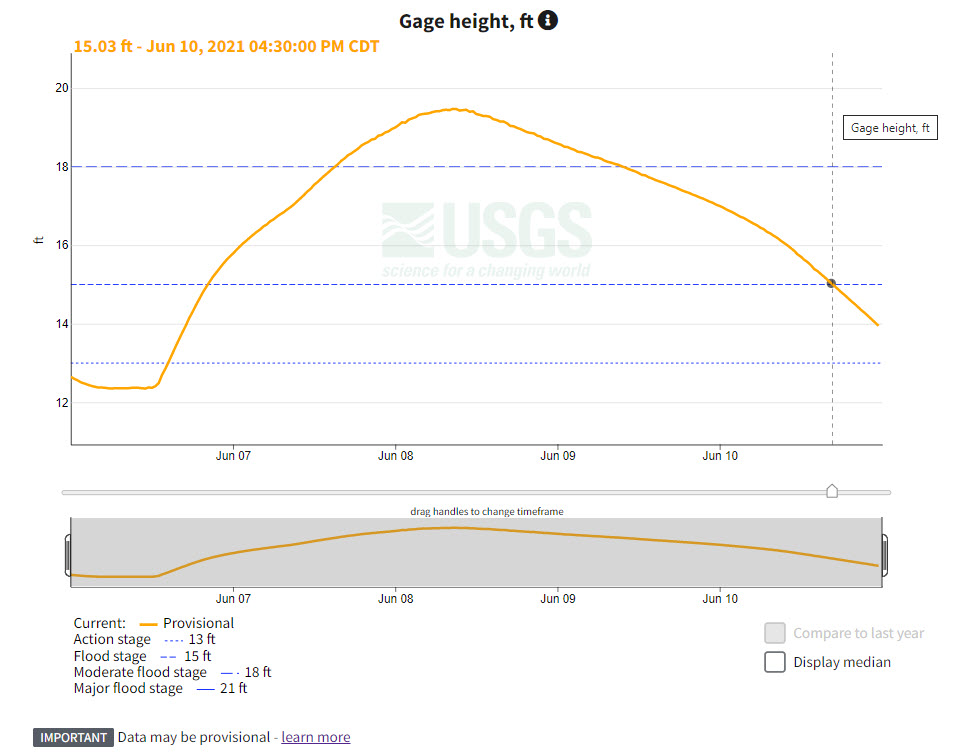 Gage height, ft
15.03 ft - Jun 10, 2021 04:30:00 PM CDT
20
Gage height, ft
18
USGS
science for a changing world
ft
16
14
12
Jun 07 Jun 08 Jun 09 Jun 10
drag handles to change timeframe
Jun 07 Jun 08 Jun 09 Jun 10
Current: Provisional
Action stage 13 ft
Flood stage 15 ft
Moderate flood stage 18 ft
Major flood stage 21 ft
Compare to last year
Display median
IMPORTANT Data may be provisional - learn more